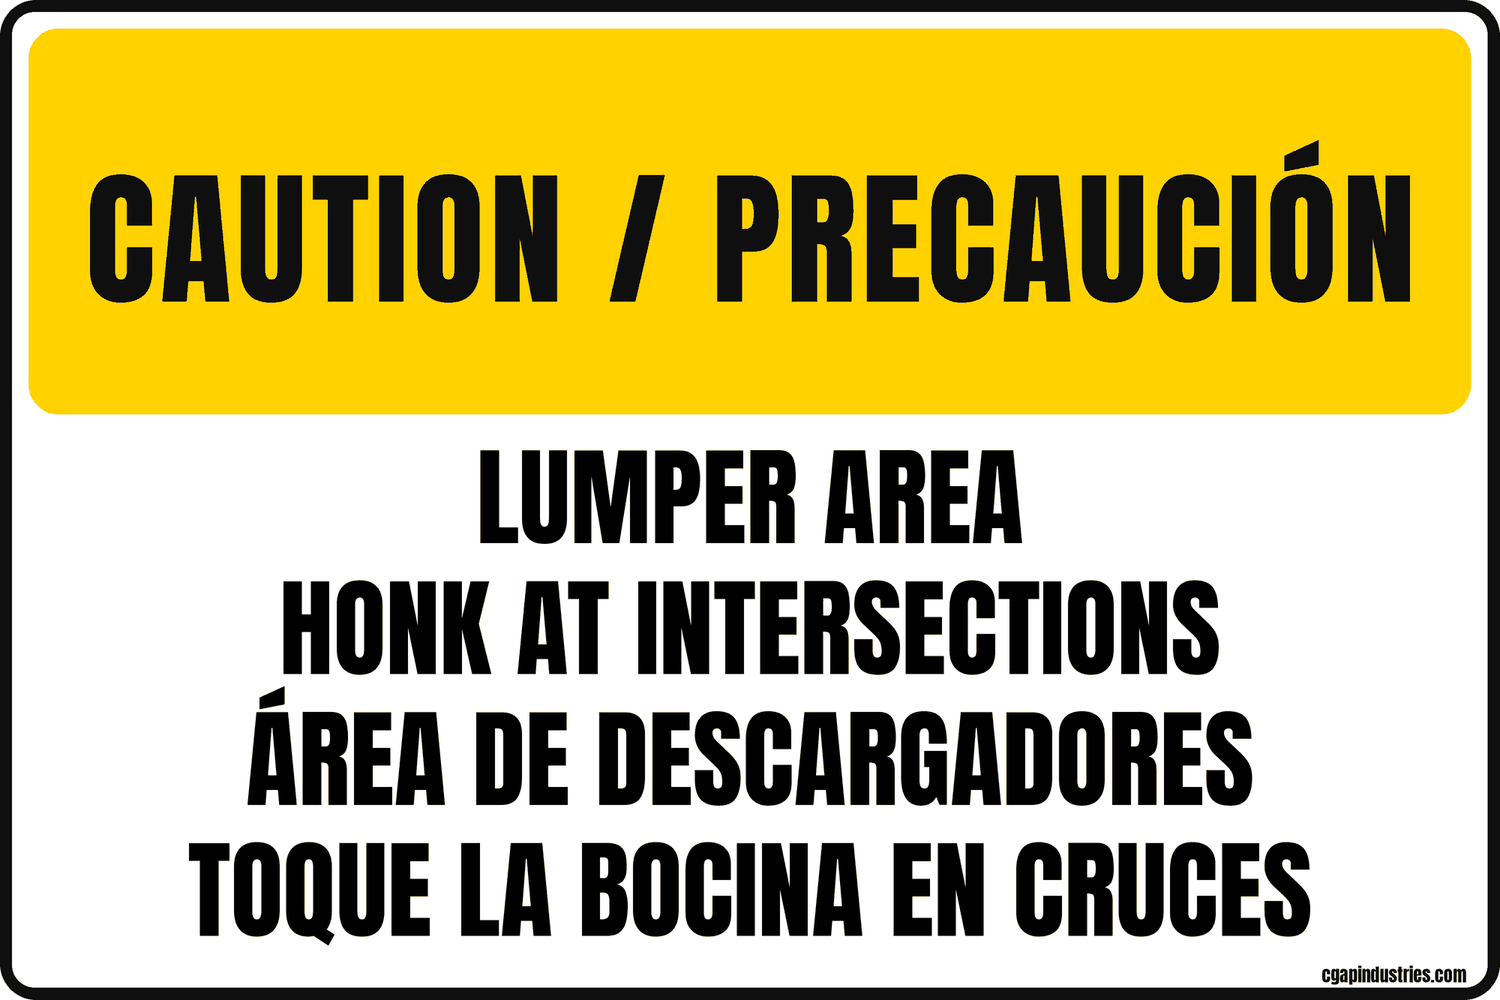 CAUTION / PRECAUCIÓN
LUMPER AREA
HONK AT INTERSECTIONS
ÁREA DE DESCARGADORES
TOQUE LA BOCINA EN CRUCES
cgapindustries.com